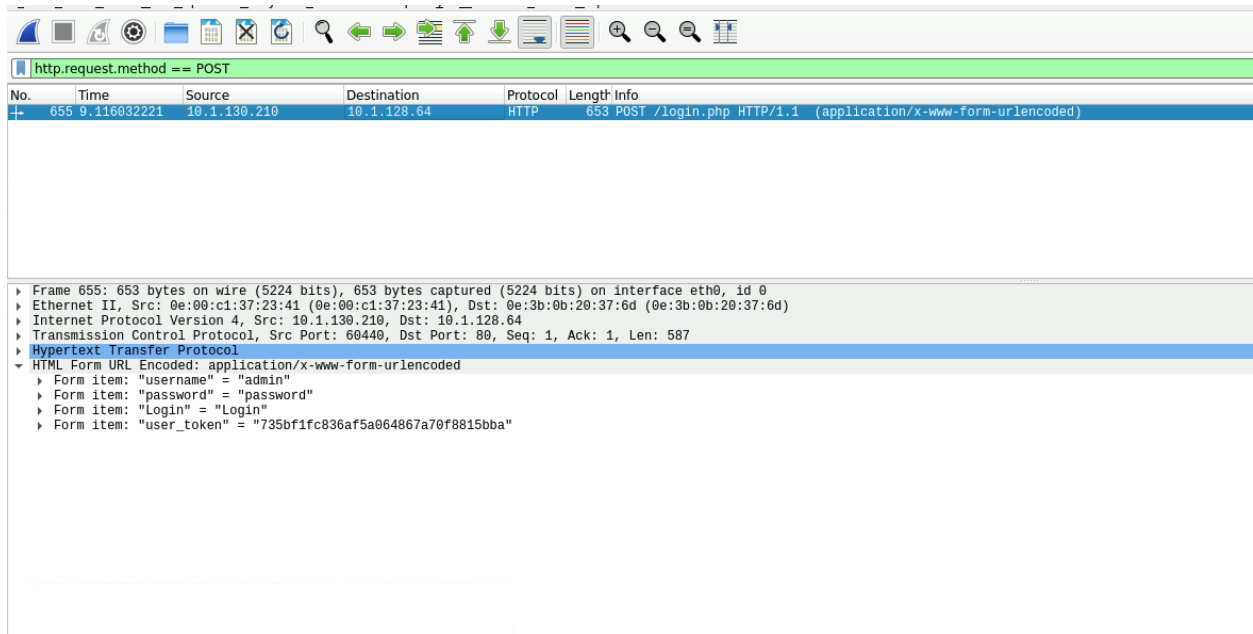 http.request.method == POST
No. Time Source Destination Protocol Length Info
655 9.116032221 10.1.130.210 10.1.128.64 HTTP 653 POST /login.php HTTP/1.1 (application/x-www-form-urlencoded)
Frame 655: 653 bytes on wire (5224 bits), 653 bytes captured (5224 bits) on interface eth0, id 0
Ethernet II, Src: 0e:00:c1:37:23:41 (0e:00:c1:37:23:41), Dst: 0e:3b:0b:20:37:6d (0e:3b:0b:20:37:6d)
Internet Protocol Version 4, Src: 10.1.130.210, Dst: 10.1.128.64
Transmission Control Protocol, Src Port: 60440, Dst Port: 80, Seq: 1, Ack: 1, Len: 587
Hypertext Transfer Protocol
HTML Form URL Encoded: application/x-www-form-urlencoded
Form item: "username" = "admin"
Form item: "password" = "password"
Form item: "Login" = "Login"
Form item: "user_token" = "735bf1fc836af5a064867a70f8815bba"